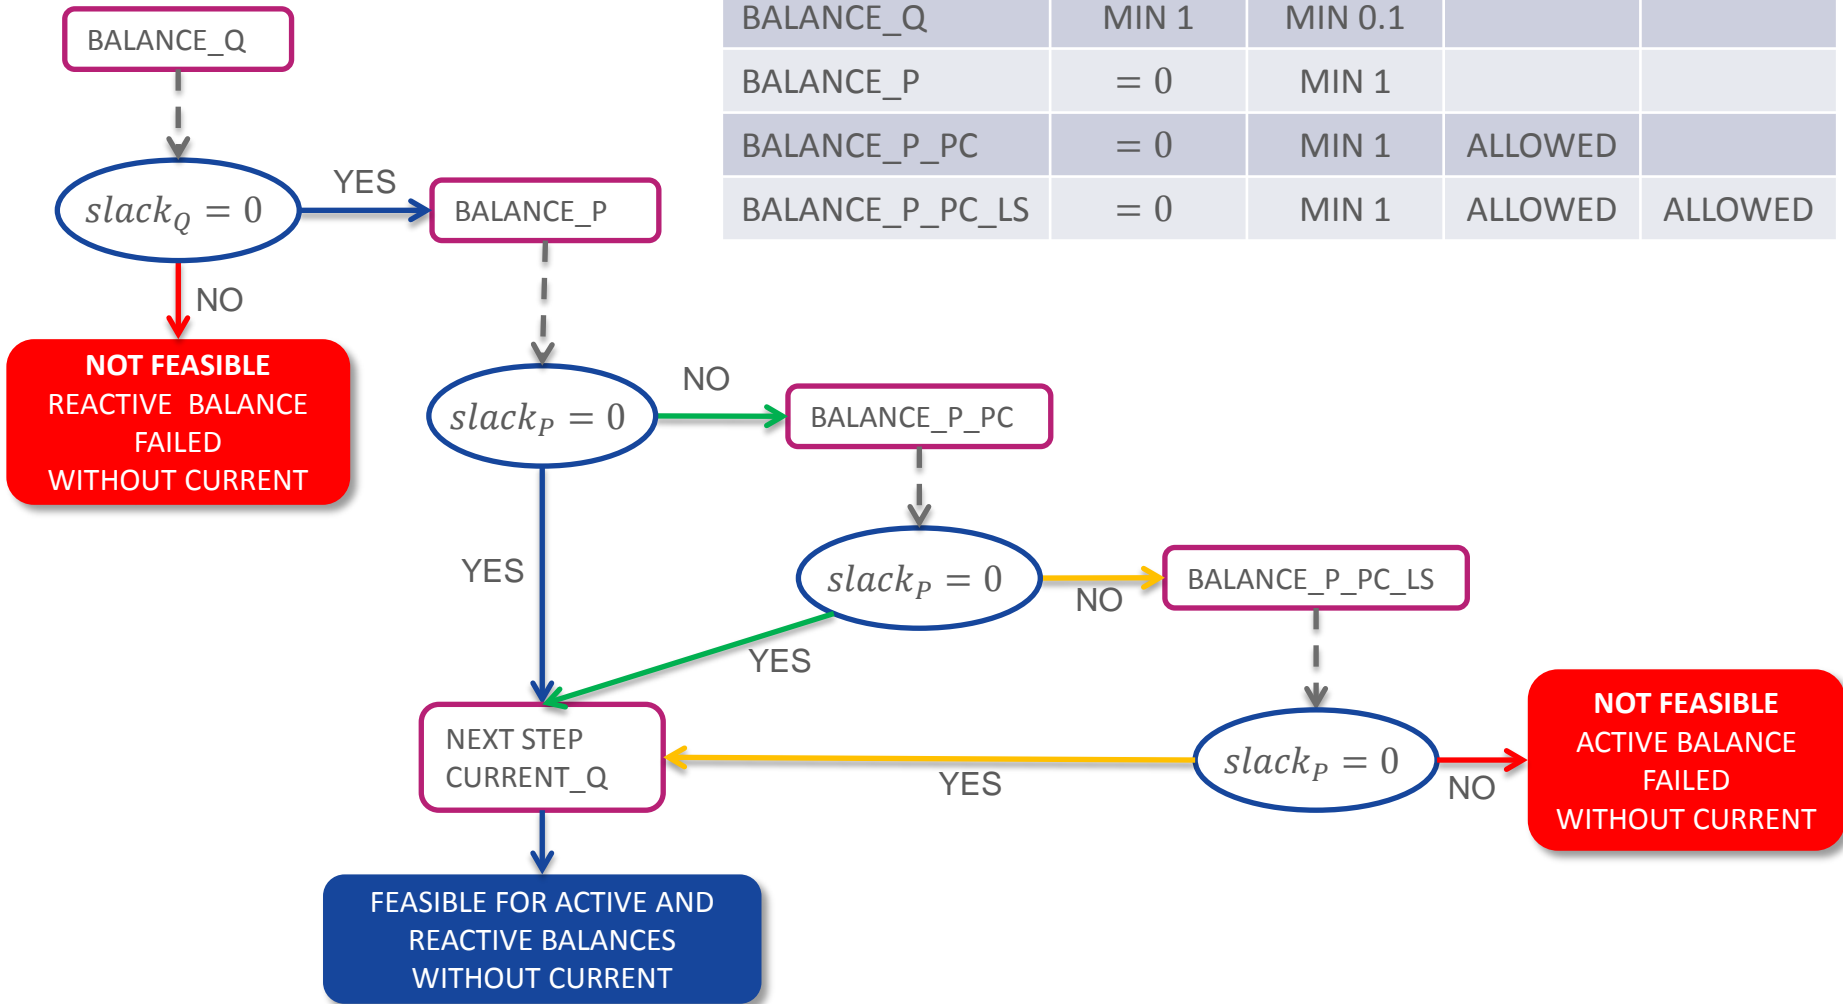 BALANCE_Q MIN 1 MIN 0.1
BALANCE_P = 0 MIN 1
BALANCE_P_PC = 0 MIN 1 ALLOWED
BALANCE_P_PC_LS = 0 MIN 1 ALLOWED ALLOWED
BALANCE_Q
slack_Q = 0
YES
BALANCE_P
NO
NOT FEASIBLE
REACTIVE BALANCE
FAILED
WITHOUT CURRENT
slack_P = 0
NO
BALANCE_P_PC
YES
slack_P = 0
NO
BALANCE_P_PC_LS
YES
NEXT STEP
CURRENT_Q
YES
slack_P = 0
NO
NOT FEASIBLE
ACTIVE BALANCE
FAILED
WITHOUT CURRENT
FEASIBLE FOR ACTIVE AND
REACTIVE BALANCES
WITHOUT CURRENT